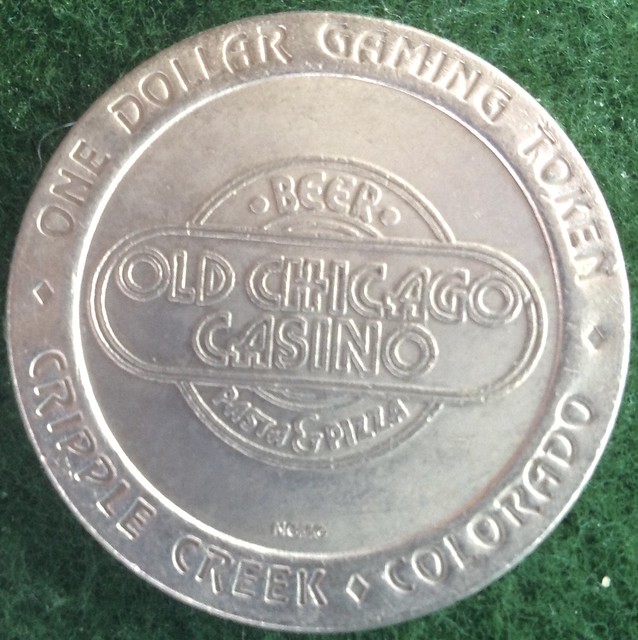 ◆ ONE DOLLAR GAMING TOKEN ◆
• BEER •
OLD CHICAGO
CASINO
PASTA & PIZZA
CRIPPLE CREEK ◆ COLORADO